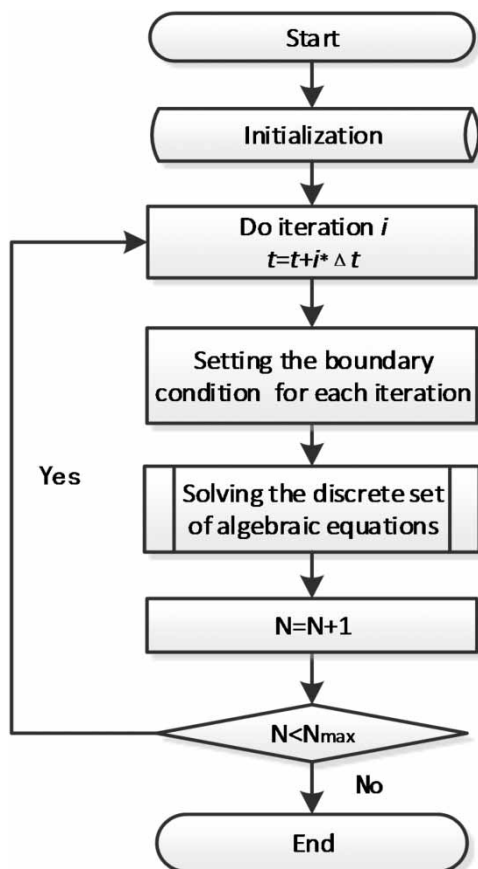 Start
Initialization
Do iteration i
t=t+i* Δ t
Setting the boundary
condition for each iteration
Yes
Solving the discrete set
of algebraic equations
N=N+1
N<Nmax
No
End